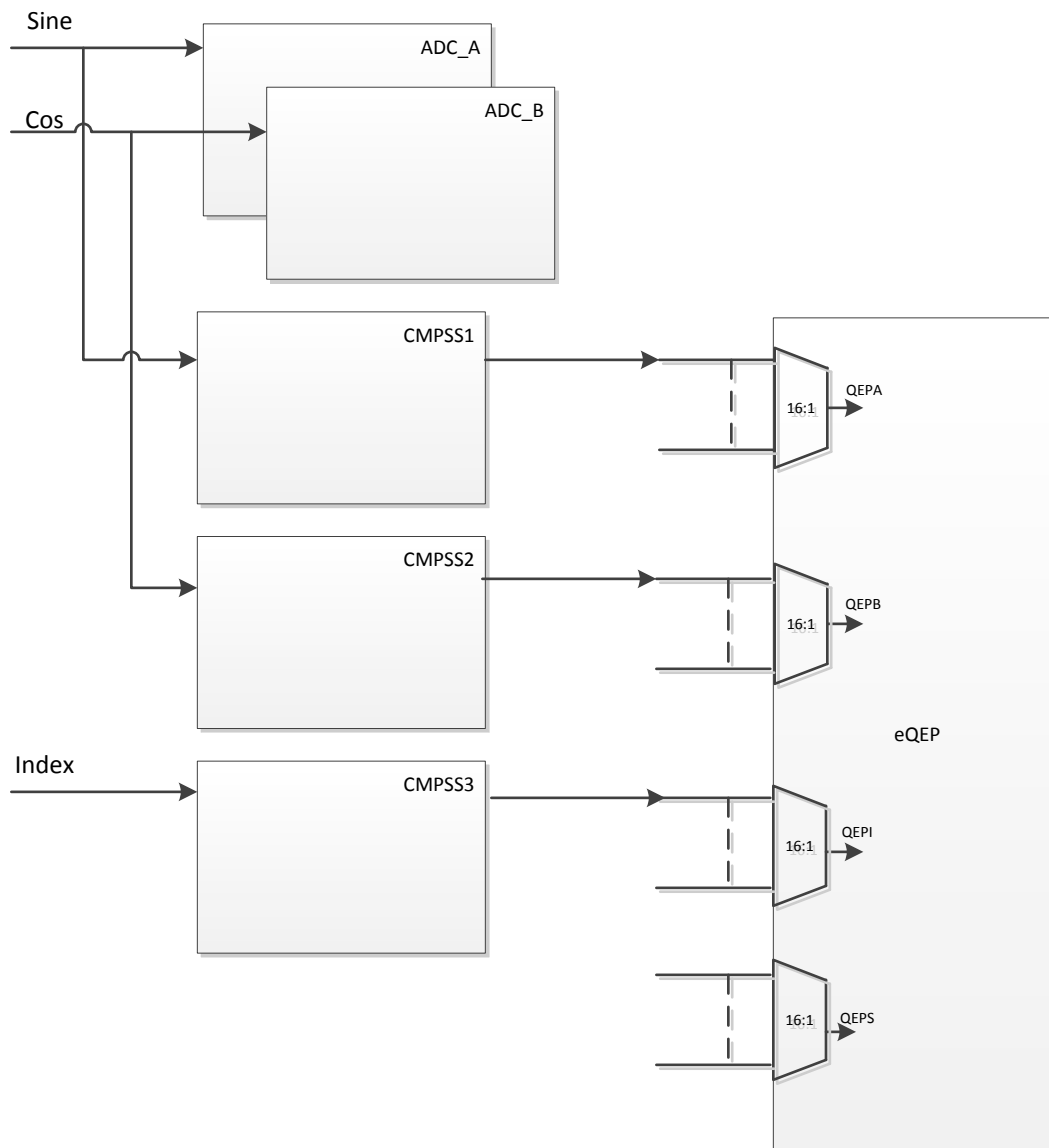 Sine
ADC_A
Cos
ADC_B
CMPSS1
16:1
QEPA
CMPSS2
16:1
QEPB
eQEP
Index
CMPSS3
16:1
QEPI
16:1
QEPS